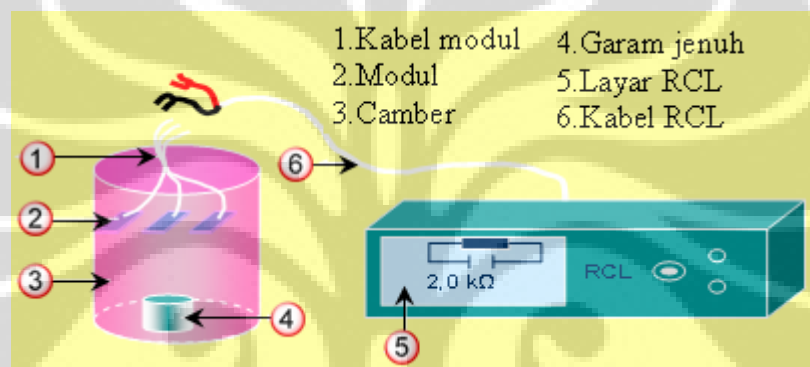 1.Kabel modul
2.Modul
3.Camber
4.Garam jenuh
5.Layar RCL
6.Kabel RCL
1
2
3
4
6
2,0 kΩ
RCL
5